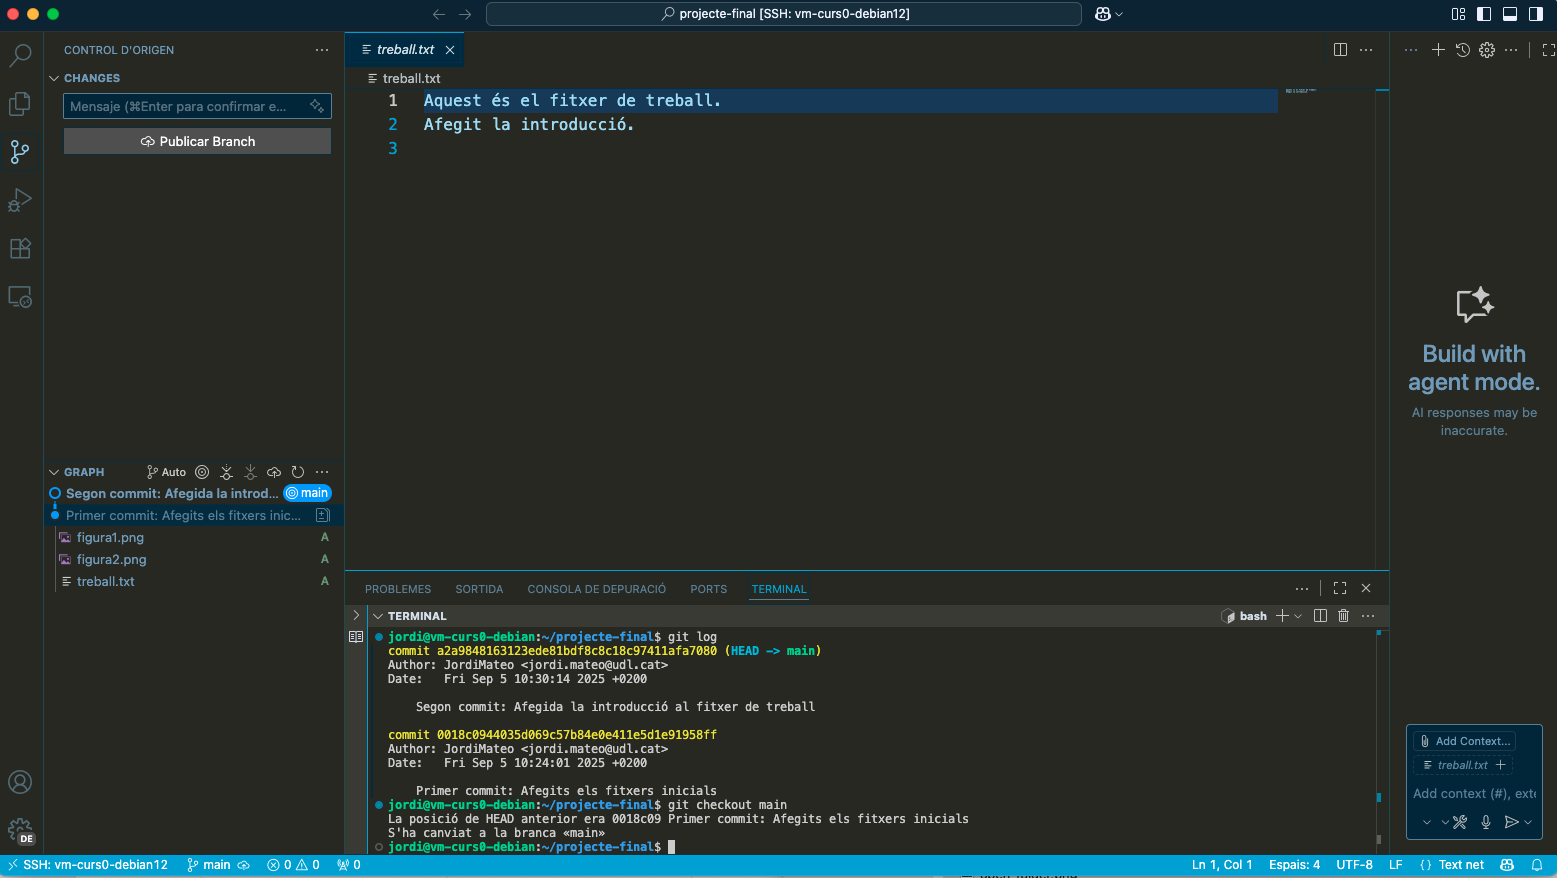 projecte-final [SSH: vm-curs0-debian12]
CONTROL D'ORIGEN
CHANGES
Mensaje (⌘Enter para confirmar e...
Publicar Branch
GRAPH
Auto
Segon commit: Afegida la introd...
main
Primer commit: Afegits els fitxers inic...
figura1.png A
figura2.png A
treball.txt A
DE
treball.txt
treball.txt
1 Aquest és el fitxer de treball.
2 Afegit la introducció.
3
PROBLEMES SORTIDA CONSOLA DE DEPURACIÓ PORTS TERMINAL
TERMINAL
bash
jordi@vm-curs0-debian:~/projecte-final$ git log
commit a2a9848163123ede81bdf8c8c18c97411afa7080 (HEAD -> main)
Author: JordiMateo <jordi.mateo@udl.cat>
Date:   Fri Sep 5 10:30:14 2025 +0200
Segon commit: Afegida la introducció al fitxer de treball
commit 0018c0944035d069c57b84e0e411e5d1e91958ff
Author: JordiMateo <jordi.mateo@udl.cat>
Date:   Fri Sep 5 10:24:01 2025 +0200
Primer commit: Afegits els fitxers inicials
jordi@vm-curs0-debian:~/projecte-final$ git checkout main
La posició de HEAD anterior era 0018c09 Primer commit: Afegits els fitxers inicials
S'ha canviat a la branca «main»
jordi@vm-curs0-debian:~/projecte-final$
Build with
agent mode.
AI responses may be
inaccurate.
Add Context...
treball.txt
Add context (#), exte
SSH: vm-curs0-debian12 main 0 0 0 Ln 1, Col 1 Espais: 4 UTF-8 LF {} Text net